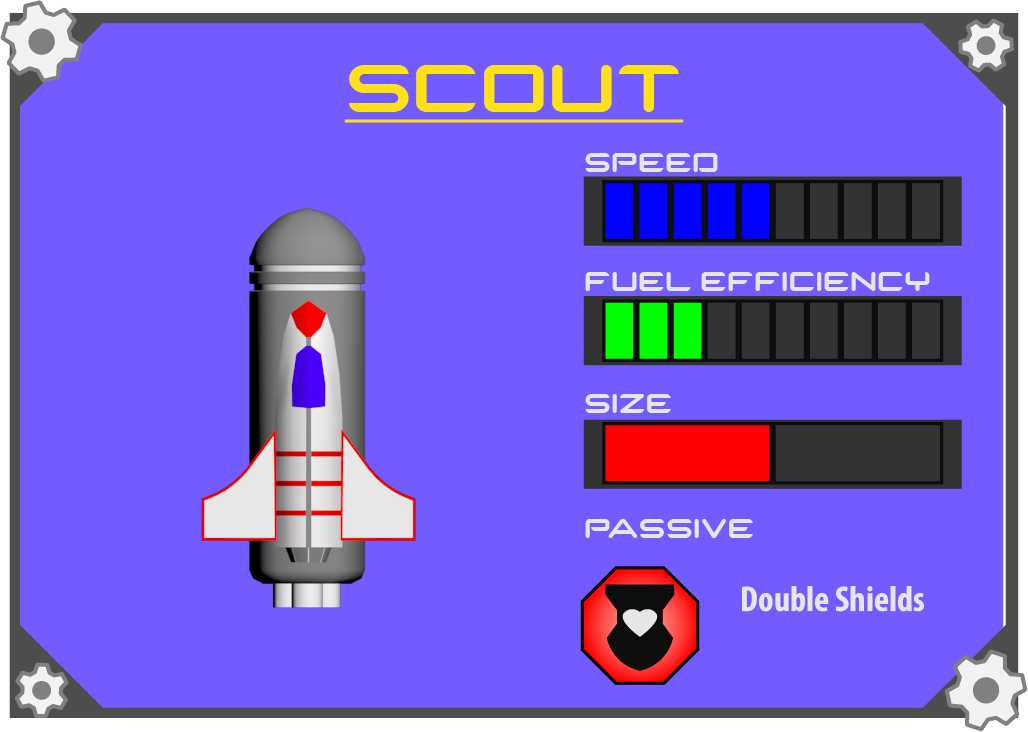 SCOUT
SPEED
FUEL EFFICIENCY
SIZE
PASSIVE
Double Shields